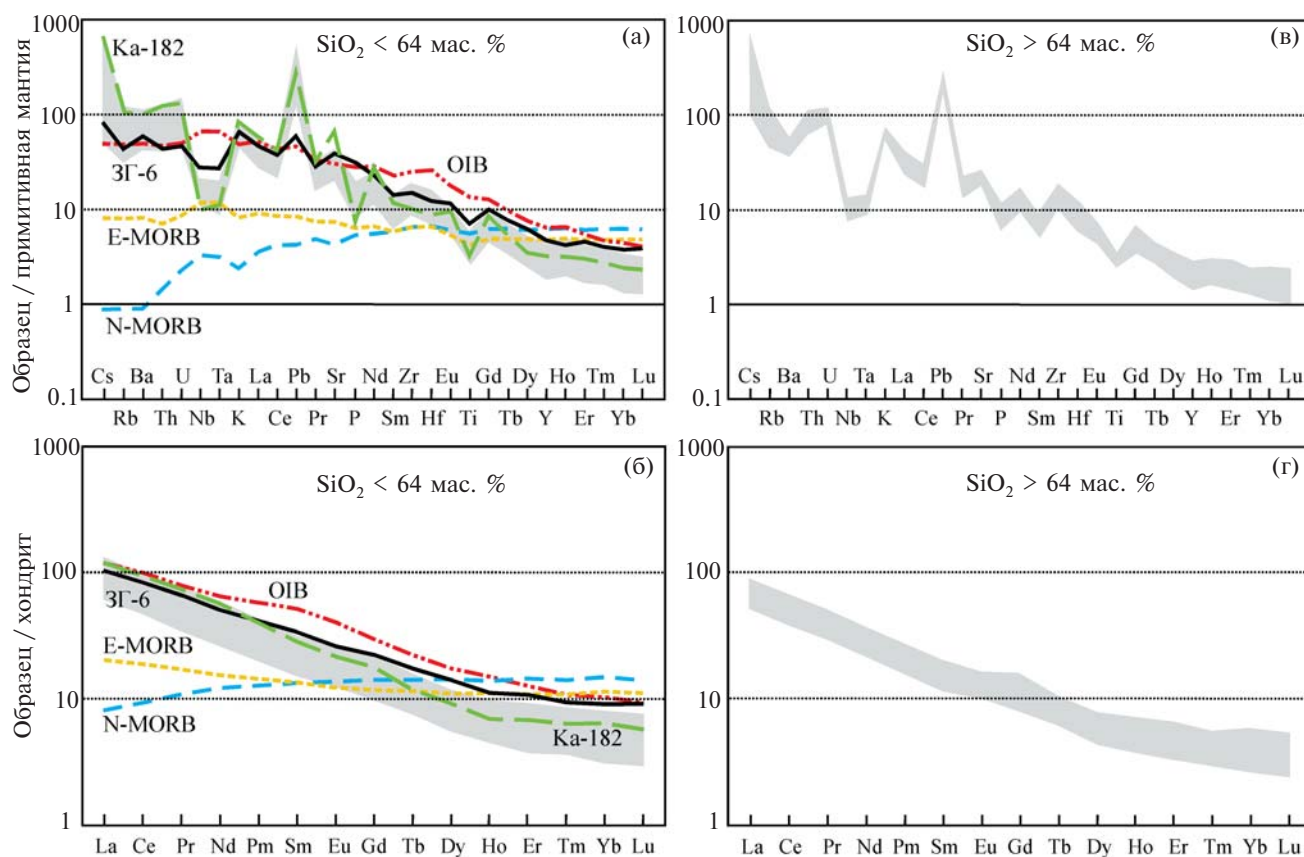 Образец / примитивная мантия
1000
100
10
1
0.1
SiO2 < 64 мас. %
(а)
Ка-182
ЗГ-6
OIB
E-MORB
N-MORB
Cs Ba U Ta La Pb Sr Nd Zr Eu Gd Dy Ho Tm Lu
Rb Th Nb K Ce Pr P Sm Hf Ti Tb Y Er Yb
1000
100
10
1
0.1
SiO2 > 64 мас. %
(в)
Cs Ba U Ta La Pb Sr Nd Zr Eu Gd Dy Ho Tm Lu
Rb Th Nb K Ce Pr P Sm Hf Ti Tb Y Er Yb
Образец / хондрит
1000
100
10
1
SiO2 < 64 мас. %
(б)
OIB
ЗГ-6
E-MORB
N-MORB
Ка-182
La Ce Pr Nd Pm Sm Eu Gd Tb Dy Ho Er Tm Yb Lu
1000
100
10
1
SiO2 > 64 мас. %
(г)
La Ce Pr Nd Pm Sm Eu Gd Tb Dy Ho Er Tm Yb Lu